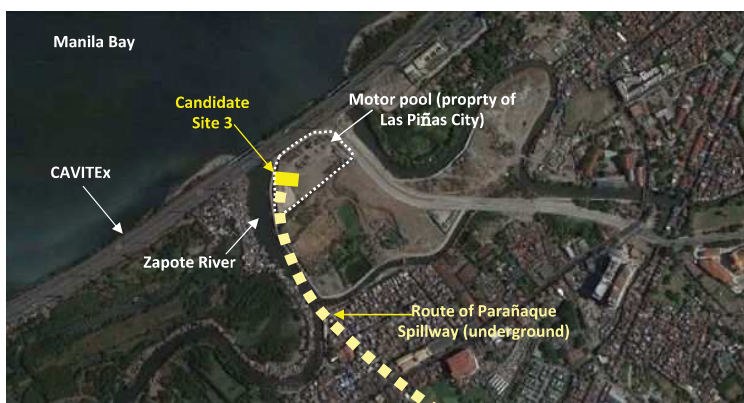 Manila Bay
Candidate
Site 3
Motor pool (proprty of
Las Piñas City)
CAVITEx
Zapote River
Route of Parañaque
Spillway (underground)